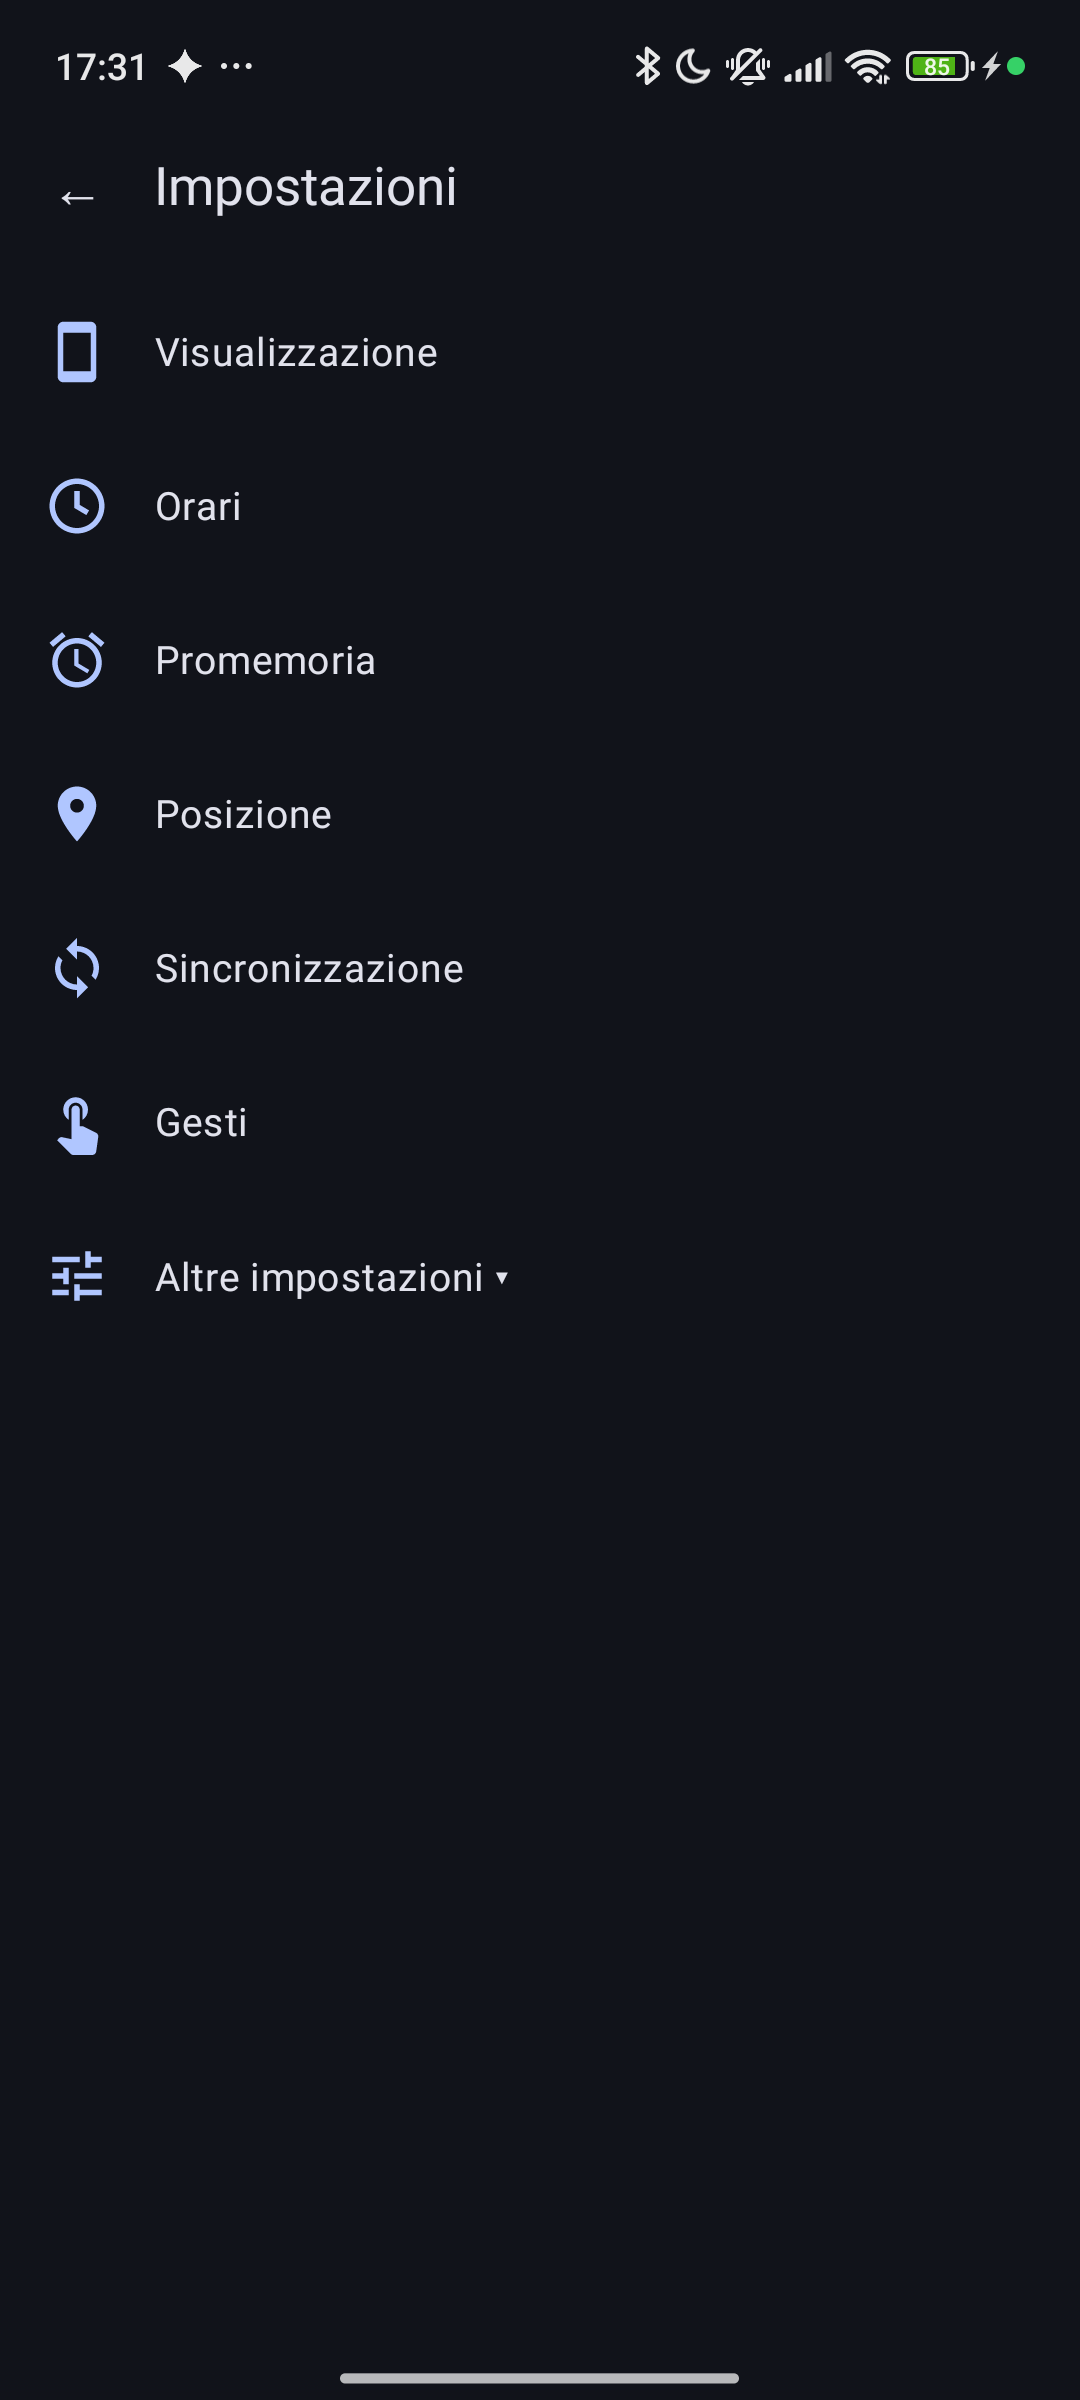 17:31
85
Impostazioni
Visualizzazione
Orari
Promemoria
Posizione
Sincronizzazione
Gesti
Altre impostazioni ▾